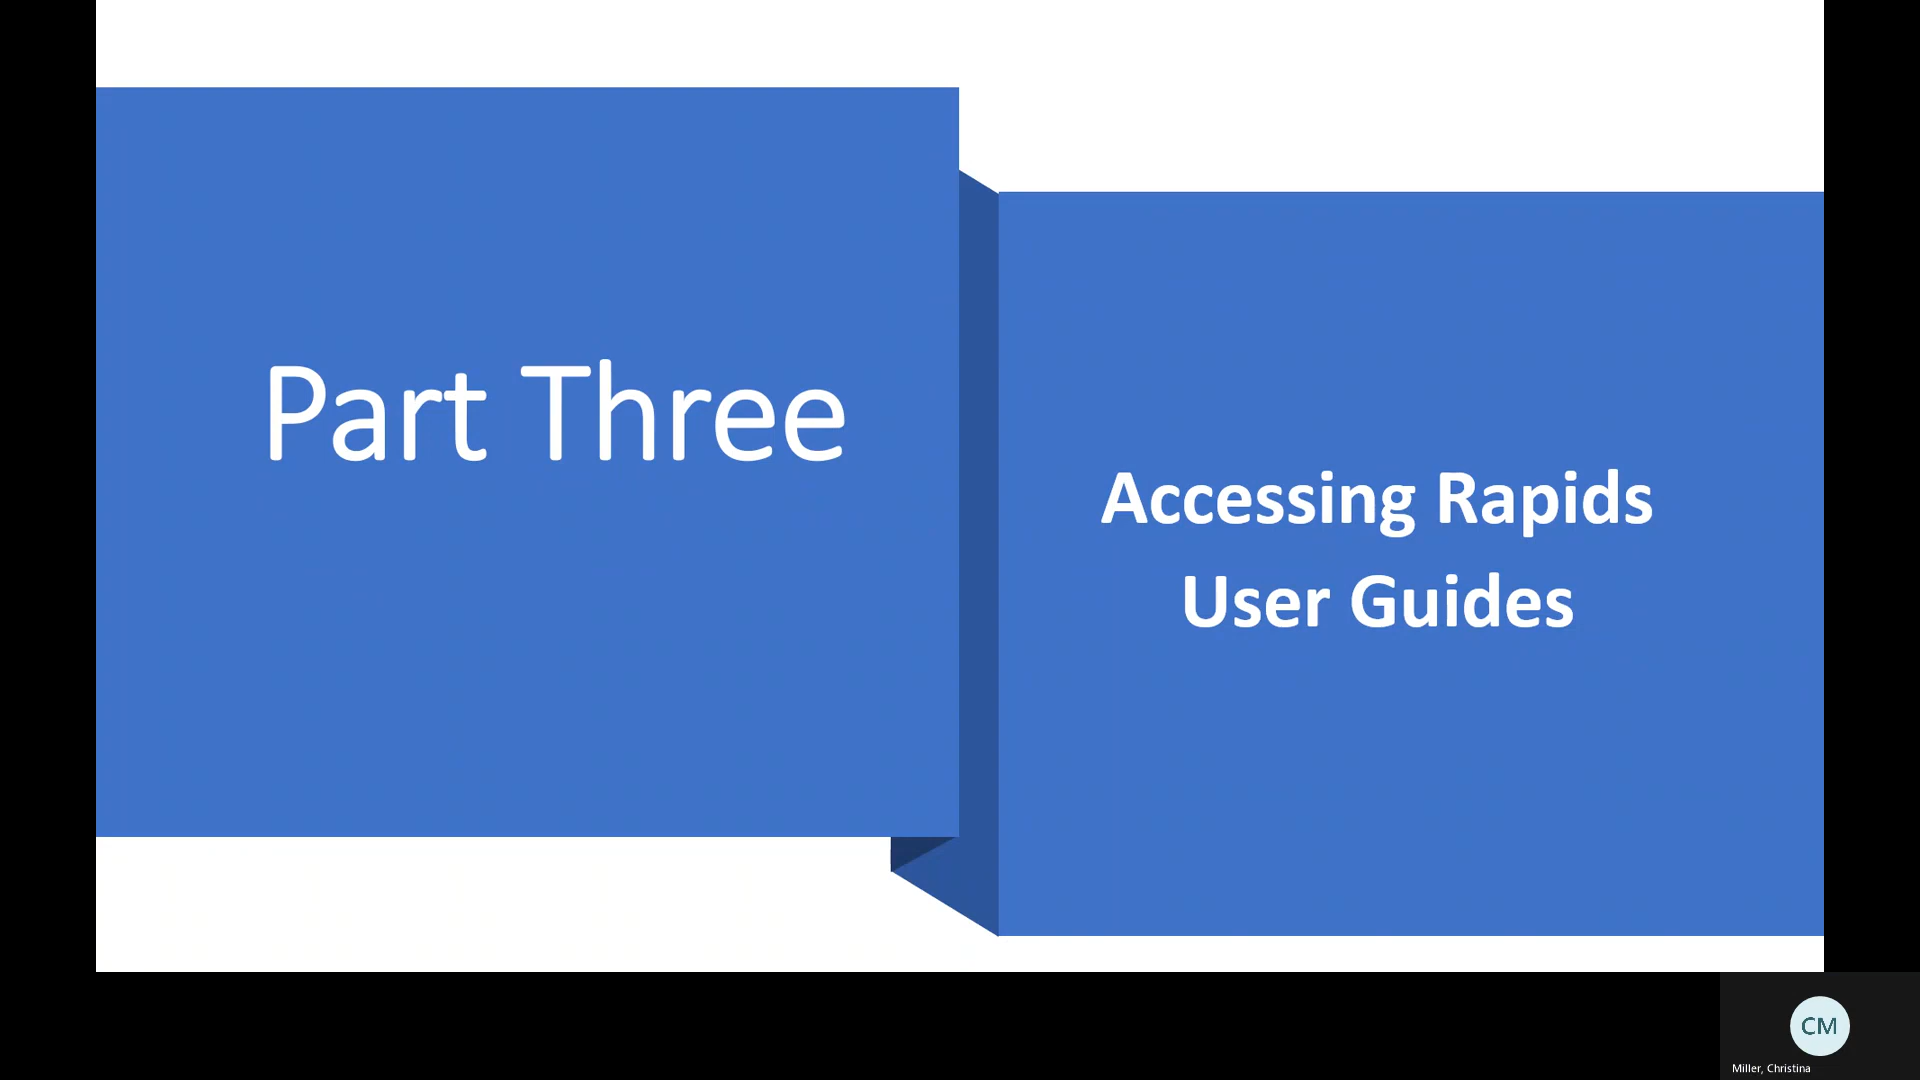 Part Three
Accessing Rapids
User Guides
CM
Miller, Christina